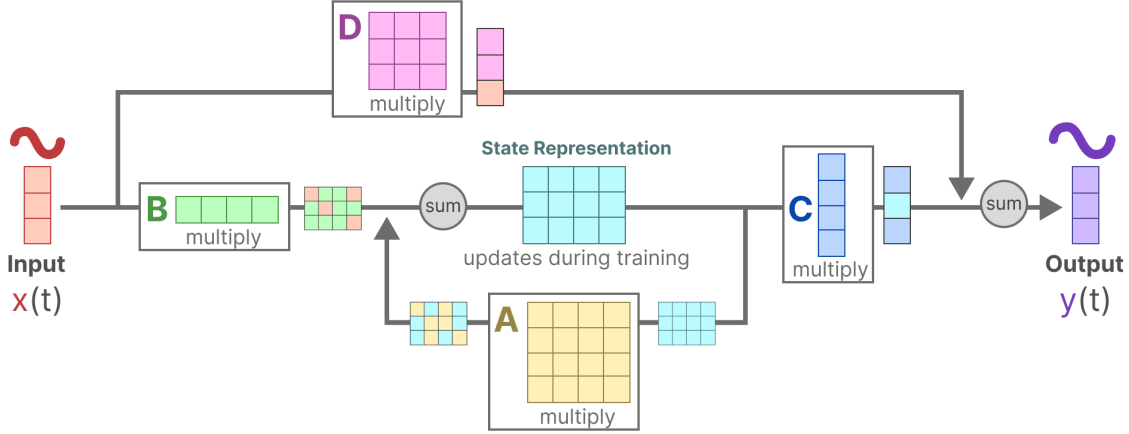 D
multiply
State Representation
B
multiply
sum
updates during training
C
multiply
sum
Input
x(t)
Output
y(t)
A
multiply